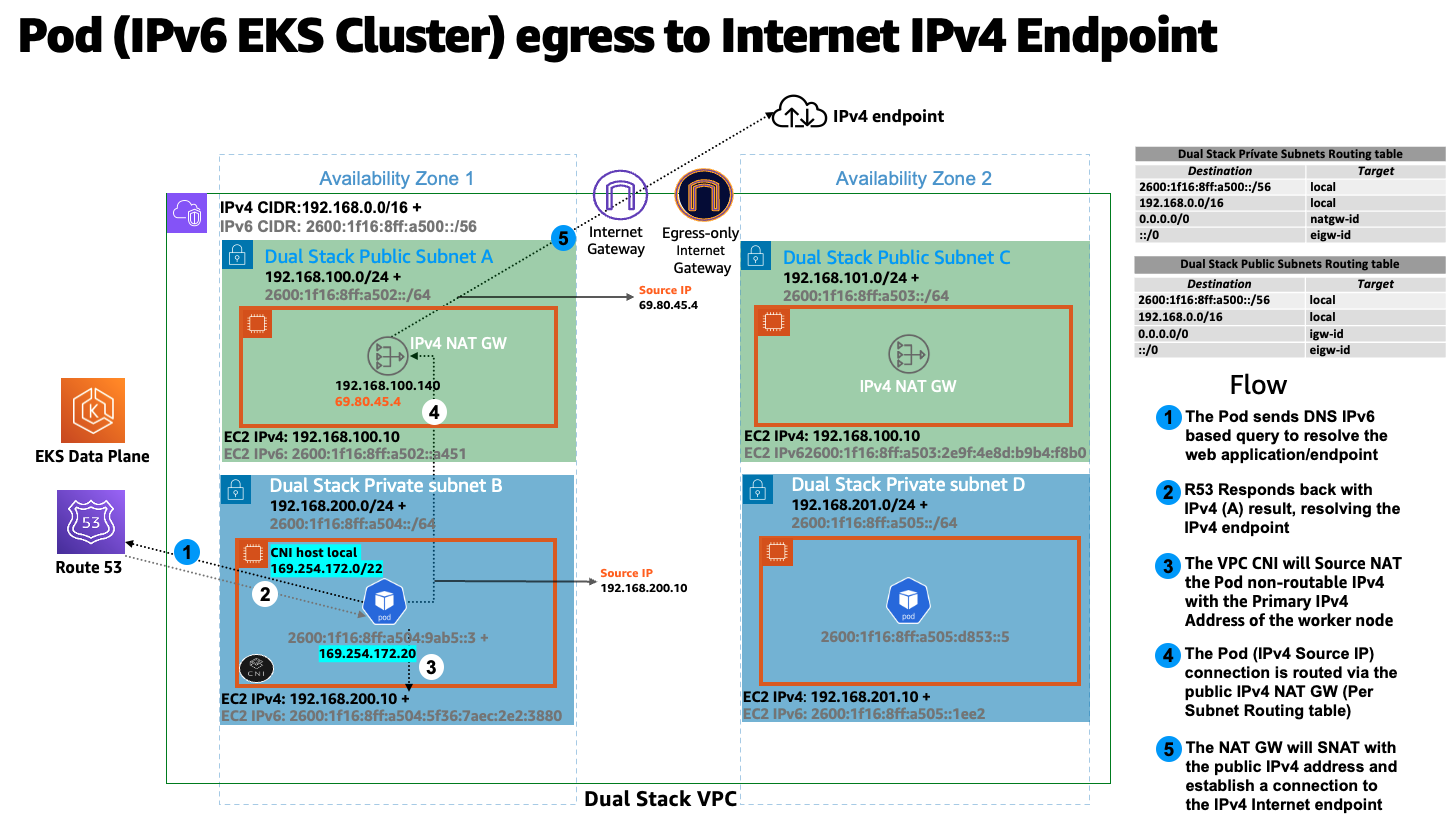 Pod (IPv6 EKS Cluster) egress to Internet IPv4 Endpoint
IPv4 endpoint
Availability Zone 1
Availability Zone 2
IPv4 CIDR:192.168.0.0/16 +
IPv6 CIDR: 2600:1f16:8ff:a500::/56
Internet
Gateway
Egress-only
Internet
Gateway
5
Dual Stack Public Subnet A
192.168.100.0/24 +
2600:1f16:8ff:a502::/64
Source IP
69.80.45.4
IPv4 NAT GW
192.168.100.140
69.80.45.4
4
EC2 IPv4: 192.168.100.10
EC2 IPv6: 2600:1f16:8ff:a502::a451
Dual Stack Public Subnet C
192.168.101.0/24 +
2600:1f16:8ff:a503::/64
IPv4 NAT GW
EC2 IPv4: 192.168.100.10
EC2 IPv62600:1f16:8ff:a503:2e9f:4e8d:b9b4:f8b0
EKS Data Plane
53
Route 53
1
2
Dual Stack Private subnet B
192.168.200.0/24 +
2600:1f16:8ff:a504::/64
CNI host local
169.254.172.0/22
pod
2600:1f16:8ff:a504:9ab5::3 +
169.254.172.20
3
CNI
Source IP
192.168.200.10
EC2 IPv4: 192.168.200.10 +
EC2 IPv6: 2600:1f16:8ff:a504:5f36:7aec:2e2:3880
Dual Stack Private subnet D
192.168.201.0/24 +
2600:1f16:8ff:a505::/64
pod
2600:1f16:8ff:a505:d853::5
EC2 IPv4: 192.168.201.10 +
EC2 IPv6: 2600:1f16:8ff:a505::1ee2
Dual Stack VPC
Dual Stack Private Subnets Routing table
Destination Target
2600:1f16:8ff:a500::/56 local
192.168.0.0/16 local
0.0.0.0/0 natgw-id
::/0 eigw-id
Dual Stack Public Subnets Routing table
Destination Target
2600:1f16:8ff:a500::/56 local
192.168.0.0/16 local
0.0.0.0/0 igw-id
::/0 eigw-id
Flow
1 The Pod sends DNS IPv6
based query to resolve the
web application/endpoint
2 R53 Responds back with
IPv4 (A) result, resolving the
IPv4 endpoint
3 The VPC CNI will Source NAT
the Pod non-routable IPv4
with the Primary IPv4
Address of the worker node
4 The Pod (IPv4 Source IP)
connection is routed via the
public IPv4 NAT GW (Per
Subnet Routing table)
5 The NAT GW will SNAT with
the public IPv4 address and
establish a connection to
the IPv4 Internet endpoint